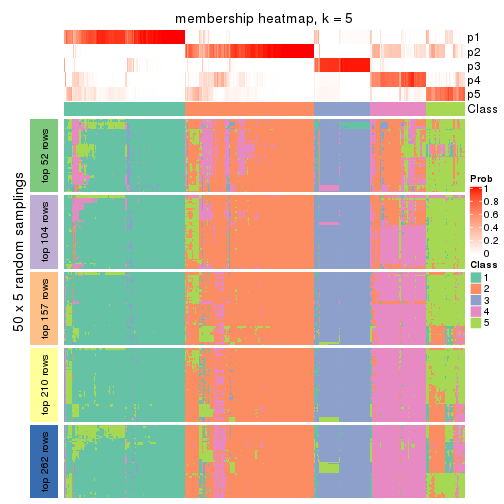 membership heatmap, k = 5
p1
p2
p3
p4
p5
Class
50 x 5 random samplings
top 52 rows
top 104 rows
top 157 rows
top 210 rows
top 262 rows
Prob
1
0.8
0.6
0.4
0.2
0
Class
1
2
3
4
5